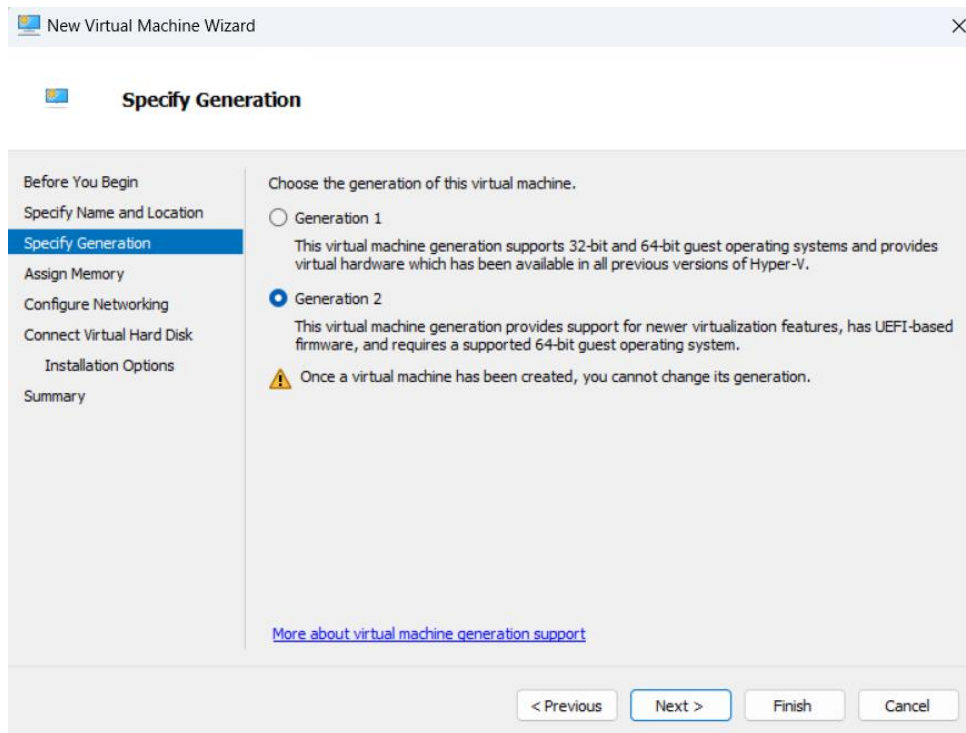 New Virtual Machine Wizard
Specify Generation
Before You Begin
Specify Name and Location
Specify Generation
Assign Memory
Configure Networking
Connect Virtual Hard Disk
Installation Options
Summary
Choose the generation of this virtual machine.
Generation 1
This virtual machine generation supports 32-bit and 64-bit guest operating systems and provides
virtual hardware which has been available in all previous versions of Hyper-V.
Generation 2
This virtual machine generation provides support for newer virtualization features, has UEFI-based
firmware, and requires a supported 64-bit guest operating system.
Once a virtual machine has been created, you cannot change its generation.
More about virtual machine generation support
< Previous
Next >
Finish
Cancel